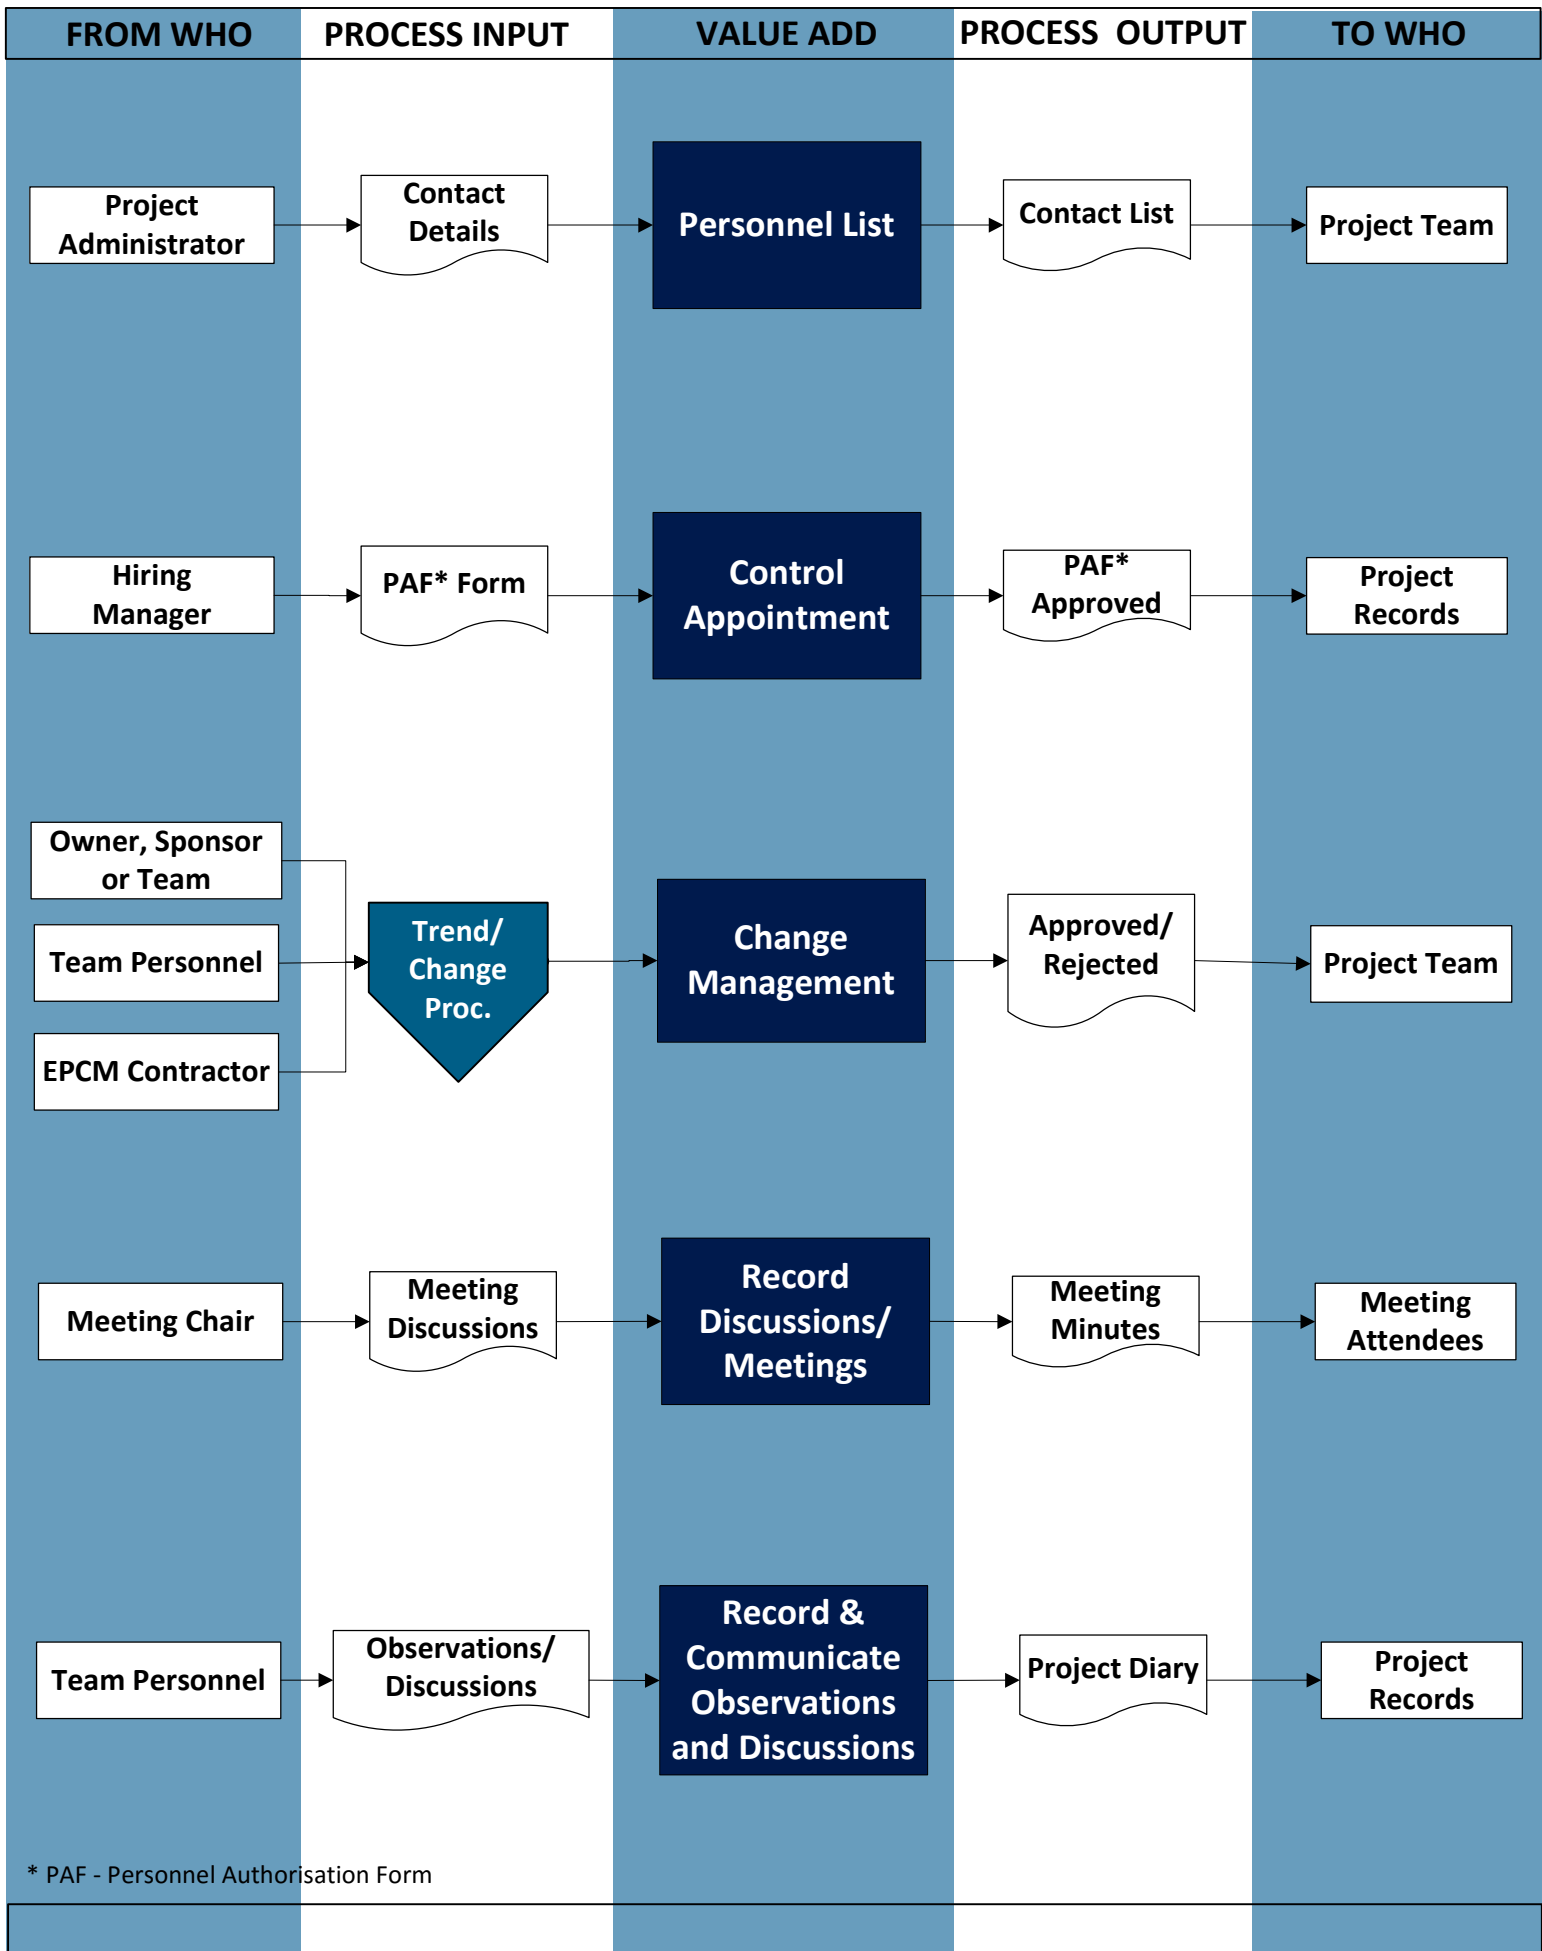 FROM WHO
PROCESS INPUT
VALUE ADD
PROCESS OUTPUT
TO WHO
Project
Administrator
Contact
Details
Personnel List
Contact List
Project Team
Hiring
Manager
PAF* Form
Control
Appointment
PAF*
Approved
Project
Records
Owner, Sponsor
or Team
Team Personnel
EPCM Contractor
Trend/
Change
Proc.
Change
Management
Approved/
Rejected
Project Team
Meeting Chair
Meeting
Discussions
Record
Discussions/
Meetings
Meeting
Minutes
Meeting
Attendees
Team Personnel
Observations/
Discussions
Record &
Communicate
Observations
and Discussions
Project Diary
Project
Records
* PAF - Personnel Authorisation Form